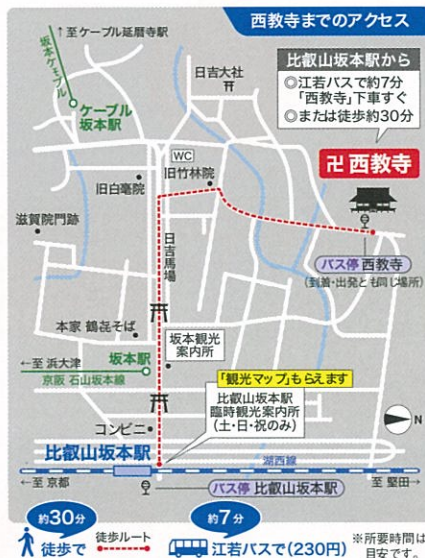 西教寺までのアクセス
↑至 ケーブル延暦寺駅
坂本ケーブル
ケーブル
坂本駅
日吉大社
比叡山坂本駅から
◎江若バスで約7分
「西教寺」下車すぐ
◎または徒歩約30分
卍 西教寺
WC
旧竹林院
旧白毫院
滋賀院門跡
日吉馬場
バス停 西教寺
(到着・出発とも同じ場所)
本家 鶴㐂そば
坂本観光
案内所
←至 浜大津
坂本駅
京阪 石山坂本線
「観光マップ」もらえます
比叡山坂本駅
臨時観光案内所
(土・日・祝のみ)
コンビニ
N
比叡山坂本駅
湖西線
←至 京都
バス停 比叡山坂本駅
至 堅田→
約30分
徒歩で
徒歩ルート
約7分
江若バスで(230円)
※所要時間は
目安です。